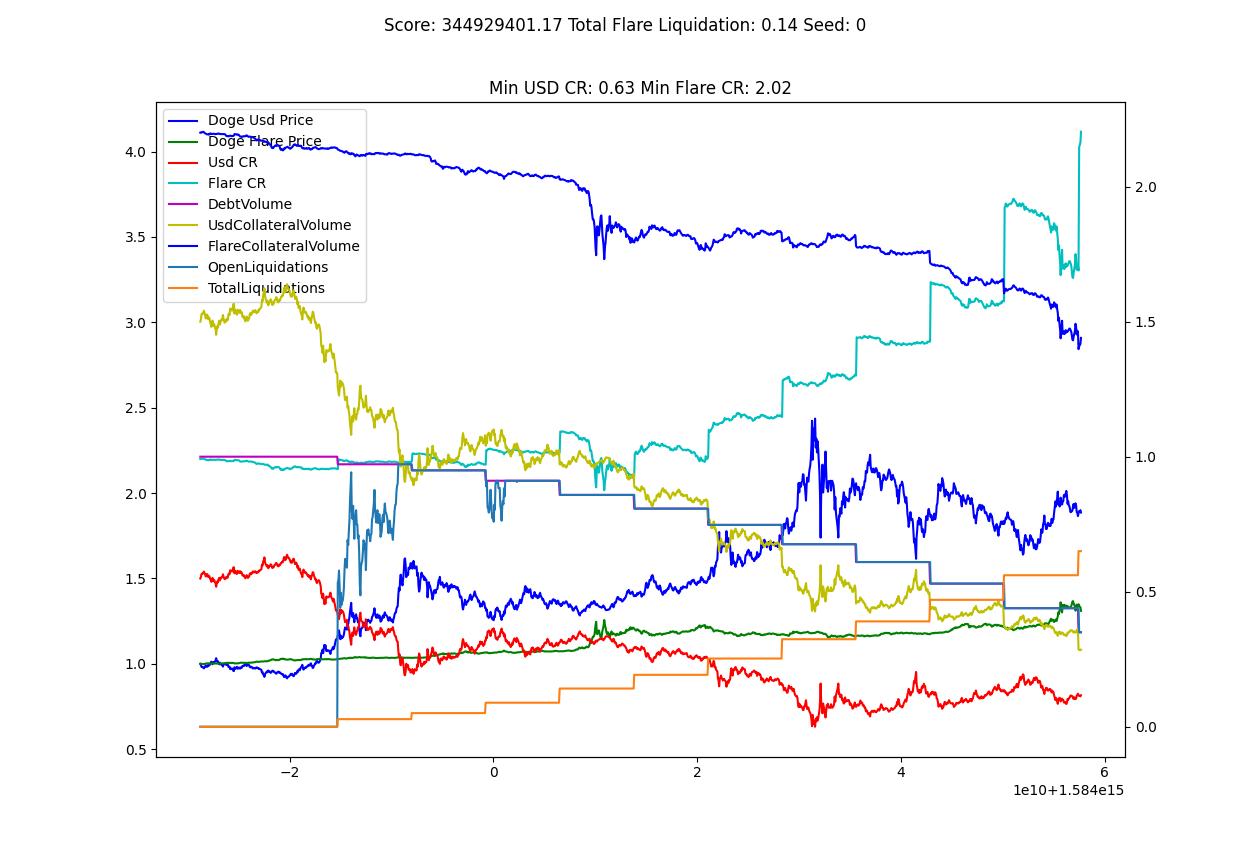 Score: 344929401.17 Total Flare Liquidation: 0.14 Seed: 0
Min USD CR: 0.63 Min Flare CR: 2.02
Doge Usd Price
Doge Flare Price
Usd CR
Flare CR
DebtVolume
UsdCollateralVolume
FlareCollateralVolume
OpenLiquidations
TotalLiquidations
4.0
3.5
3.0
2.5
2.0
1.5
1.0
0.5
2.0
1.5
1.0
0.5
0.0
−2 0 2 4 6
1e10+1.584e15